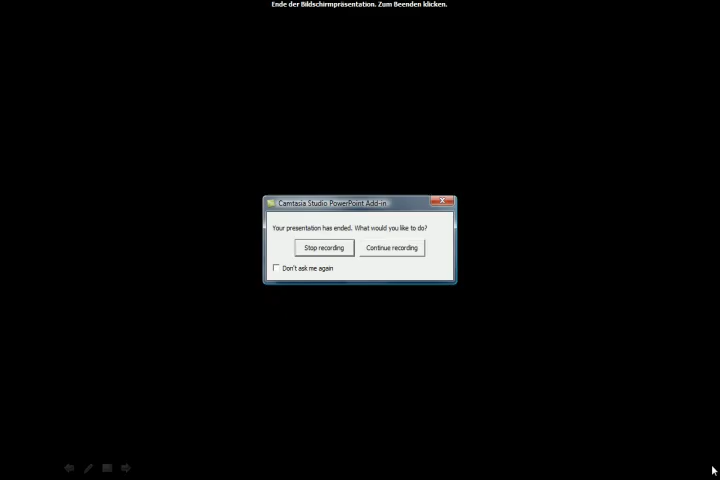 Ende der Bildschirmpräsentation. Zum Beenden klicken.
Camtasia Studio PowerPoint Add-in
Your presentation has ended. What would you like to do?
Stop recording
Continue recording
Don't ask me again